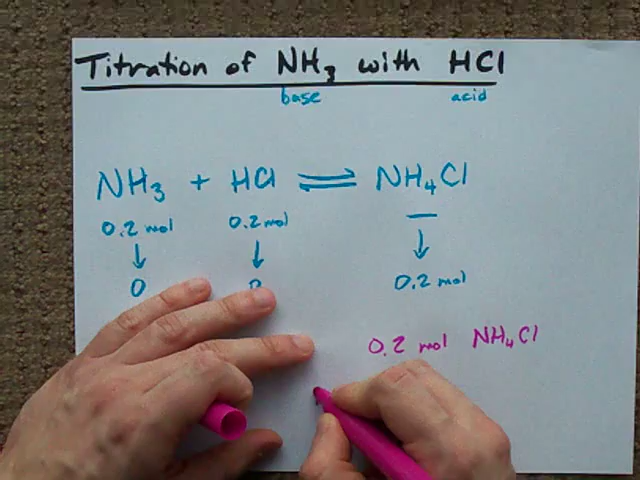 Titration of NH₃ with HCl
base acid
NH₃ + HCl ⇌ NH₄Cl
0.2 mol 0.2 mol —
↓ ↓ ↓
0 0 0.2 mol
0.2 mol NH₄Cl